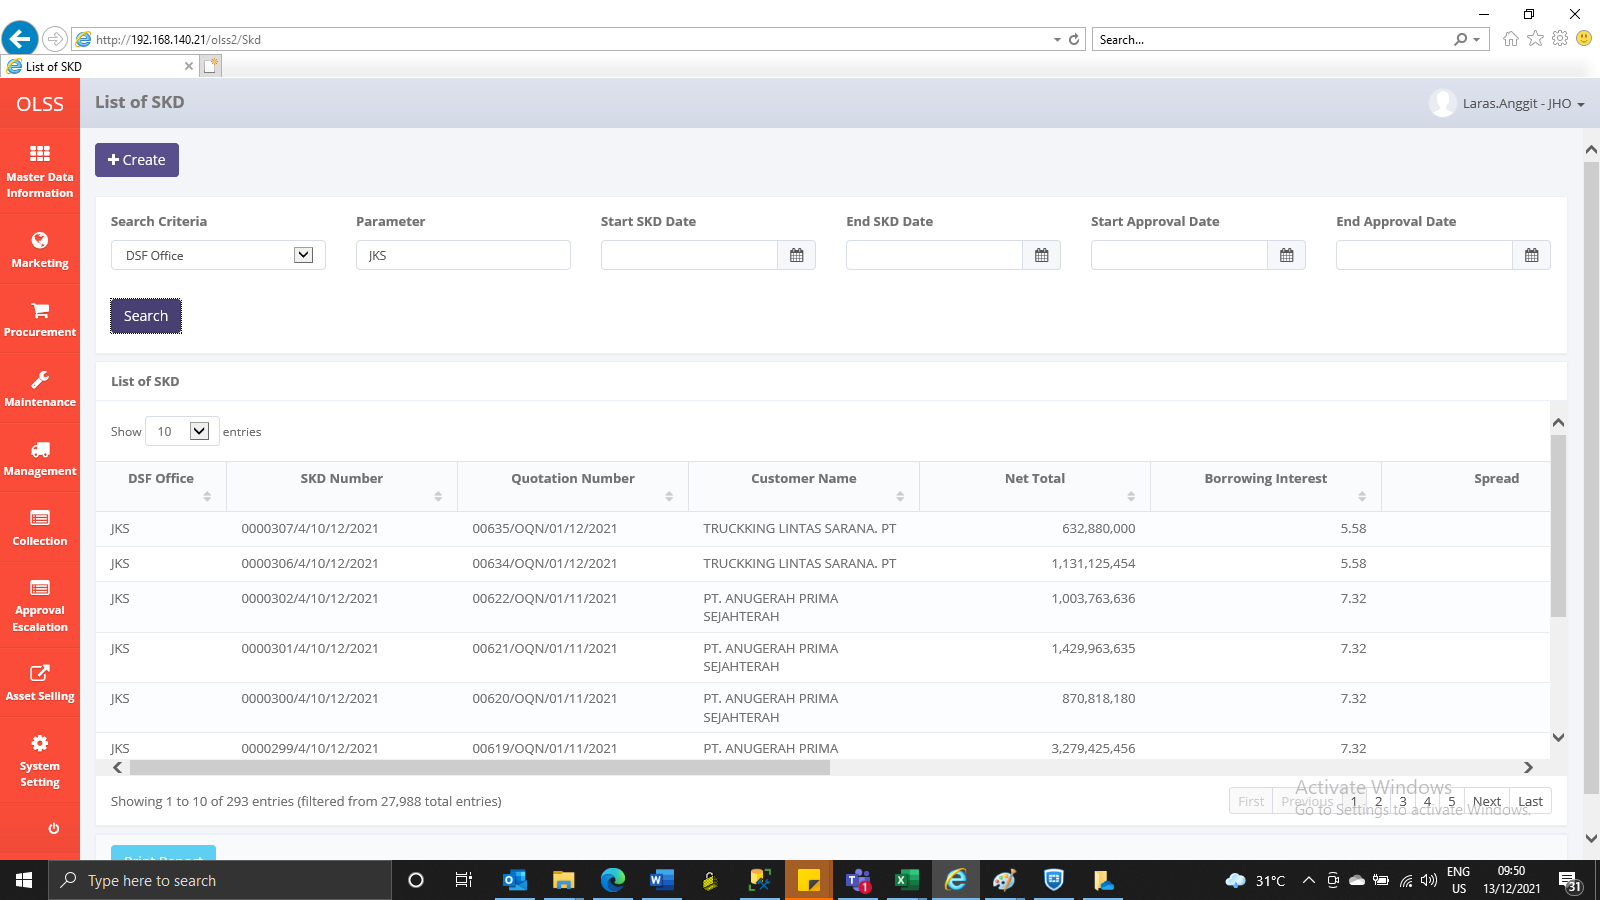 http://192.168.140.21/olss2/Skd
Search...
List of SKD
OLSS
List of SKD
Laras.Anggit - JHO
Master Data
Information
Marketing
Procurement
Maintenance
Management
Collection
Approval
Escalation
Asset Selling
System
Setting
Create
Search Criteria
Parameter
Start SKD Date
End SKD Date
Start Approval Date
End Approval Date
DSF Office
JKS
Search
List of SKD
Show 10 entries
DSF Office
SKD Number
Quotation Number
Customer Name
Net Total
Borrowing Interest
Spread
JKS 0000307/4/10/12/2021 00635/OQN/01/12/2021 TRUCKKING LINTAS SARANA. PT 632,880,000 5.58
JKS 0000306/4/10/12/2021 00634/OQN/01/12/2021 TRUCKKING LINTAS SARANA. PT 1,131,125,454 5.58
JKS 0000302/4/10/12/2021 00622/OQN/01/11/2021 PT. ANUGERAH PRIMA 1,003,763,636 7.32
SEJAHTERAH
JKS 0000301/4/10/12/2021 00621/OQN/01/11/2021 PT. ANUGERAH PRIMA 1,429,963,635 7.32
SEJAHTERAH
JKS 0000300/4/10/12/2021 00620/OQN/01/11/2021 PT. ANUGERAH PRIMA 870,818,180 7.32
SEJAHTERAH
JKS 0000299/4/10/12/2021 00619/OQN/01/11/2021 PT. ANUGERAH PRIMA 3,279,425,456 7.32
Showing 1 to 10 of 293 entries (filtered from 27,988 total entries)
First Previous 1 2 3 4 5 Next Last
Activate Windows
Go to Settings to activate Windows.
Print Report
Type here to search
1
31°C
ENG
US
09:50
13/12/2021
31